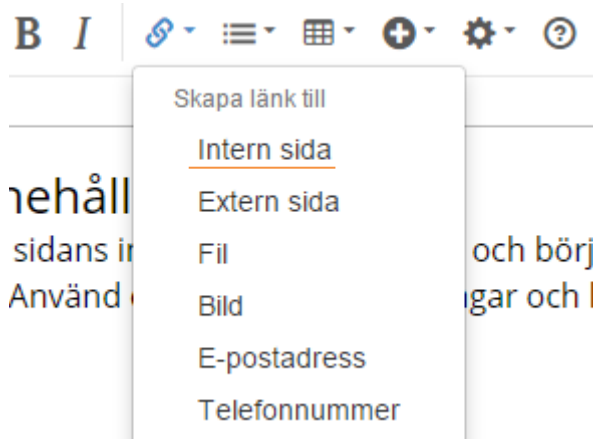 B I
Skapa länk till
Intern sida
nehåll
Extern sida
sidans och börj
Fil
Använd gar och
Bild
E-postadress
Telefonnummer